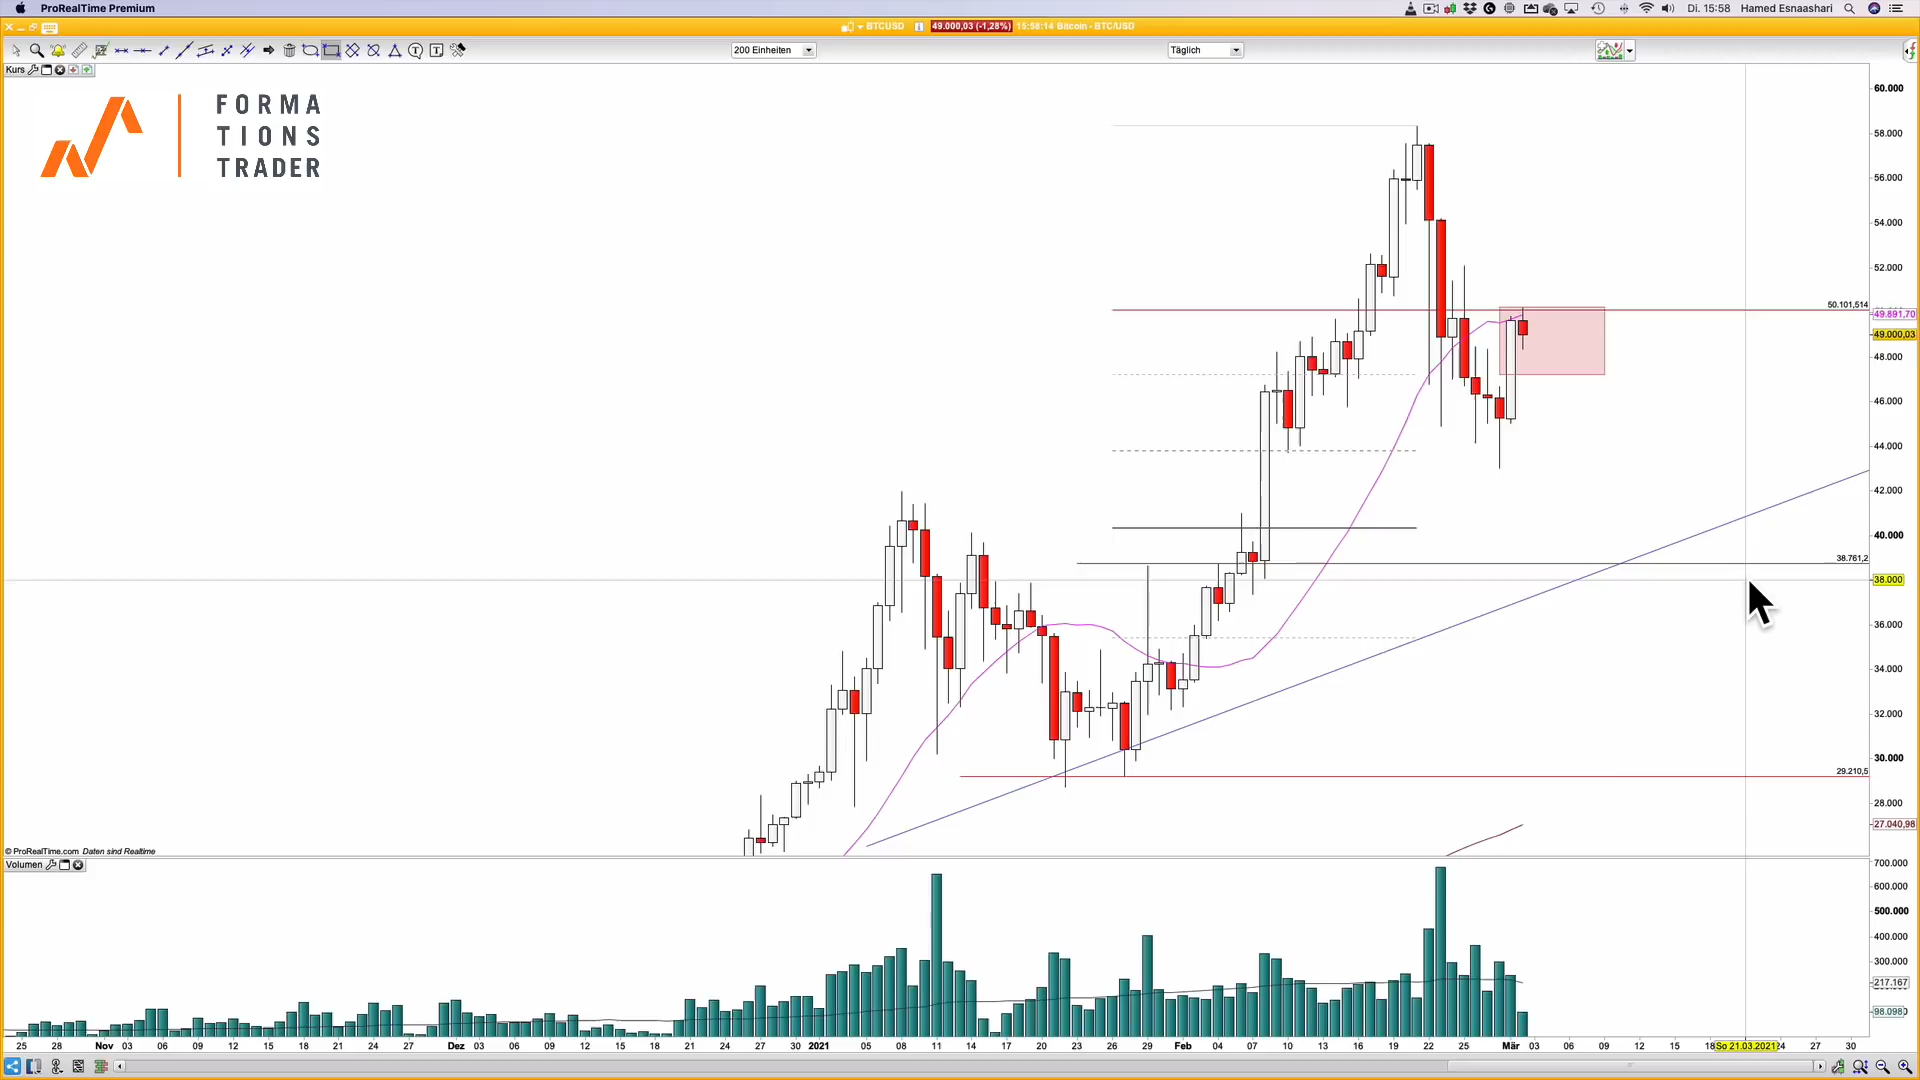 ProRealTime Premium
Di. 15:58 Hamed Esnaashari
BTCUSD 49.000,03 (-1,28%) 15:58:14 Bitcoin - BTC/USD
200 Einheiten
Täglich
Kurs
FORMA
TIONS
TRADER
60.000
58.000
56.000
54.000
52.000
50.101,514
49.891,70
49.000,03
48.000
46.000
44.000
42.000
40.000
38.761,2
38.000
36.000
34.000
32.000
30.000
29.210,5
28.000
27.040,98
© ProRealTime.com Daten sind Realtime
Volumen
700.000
600.000
500.000
400.000
300.000
217.167
98.098
25 28 Nov 03 06 09 12 15 18 21 24 27 Dez 03 06 09 12 15 18 21 24 27 30 2021 05 08 11 14 17 20 23 26 29 Feb 04 07 10 13 16 19 22 25 Mär 03 06 09 12 15 18 So 21.03.2021 24 27 30